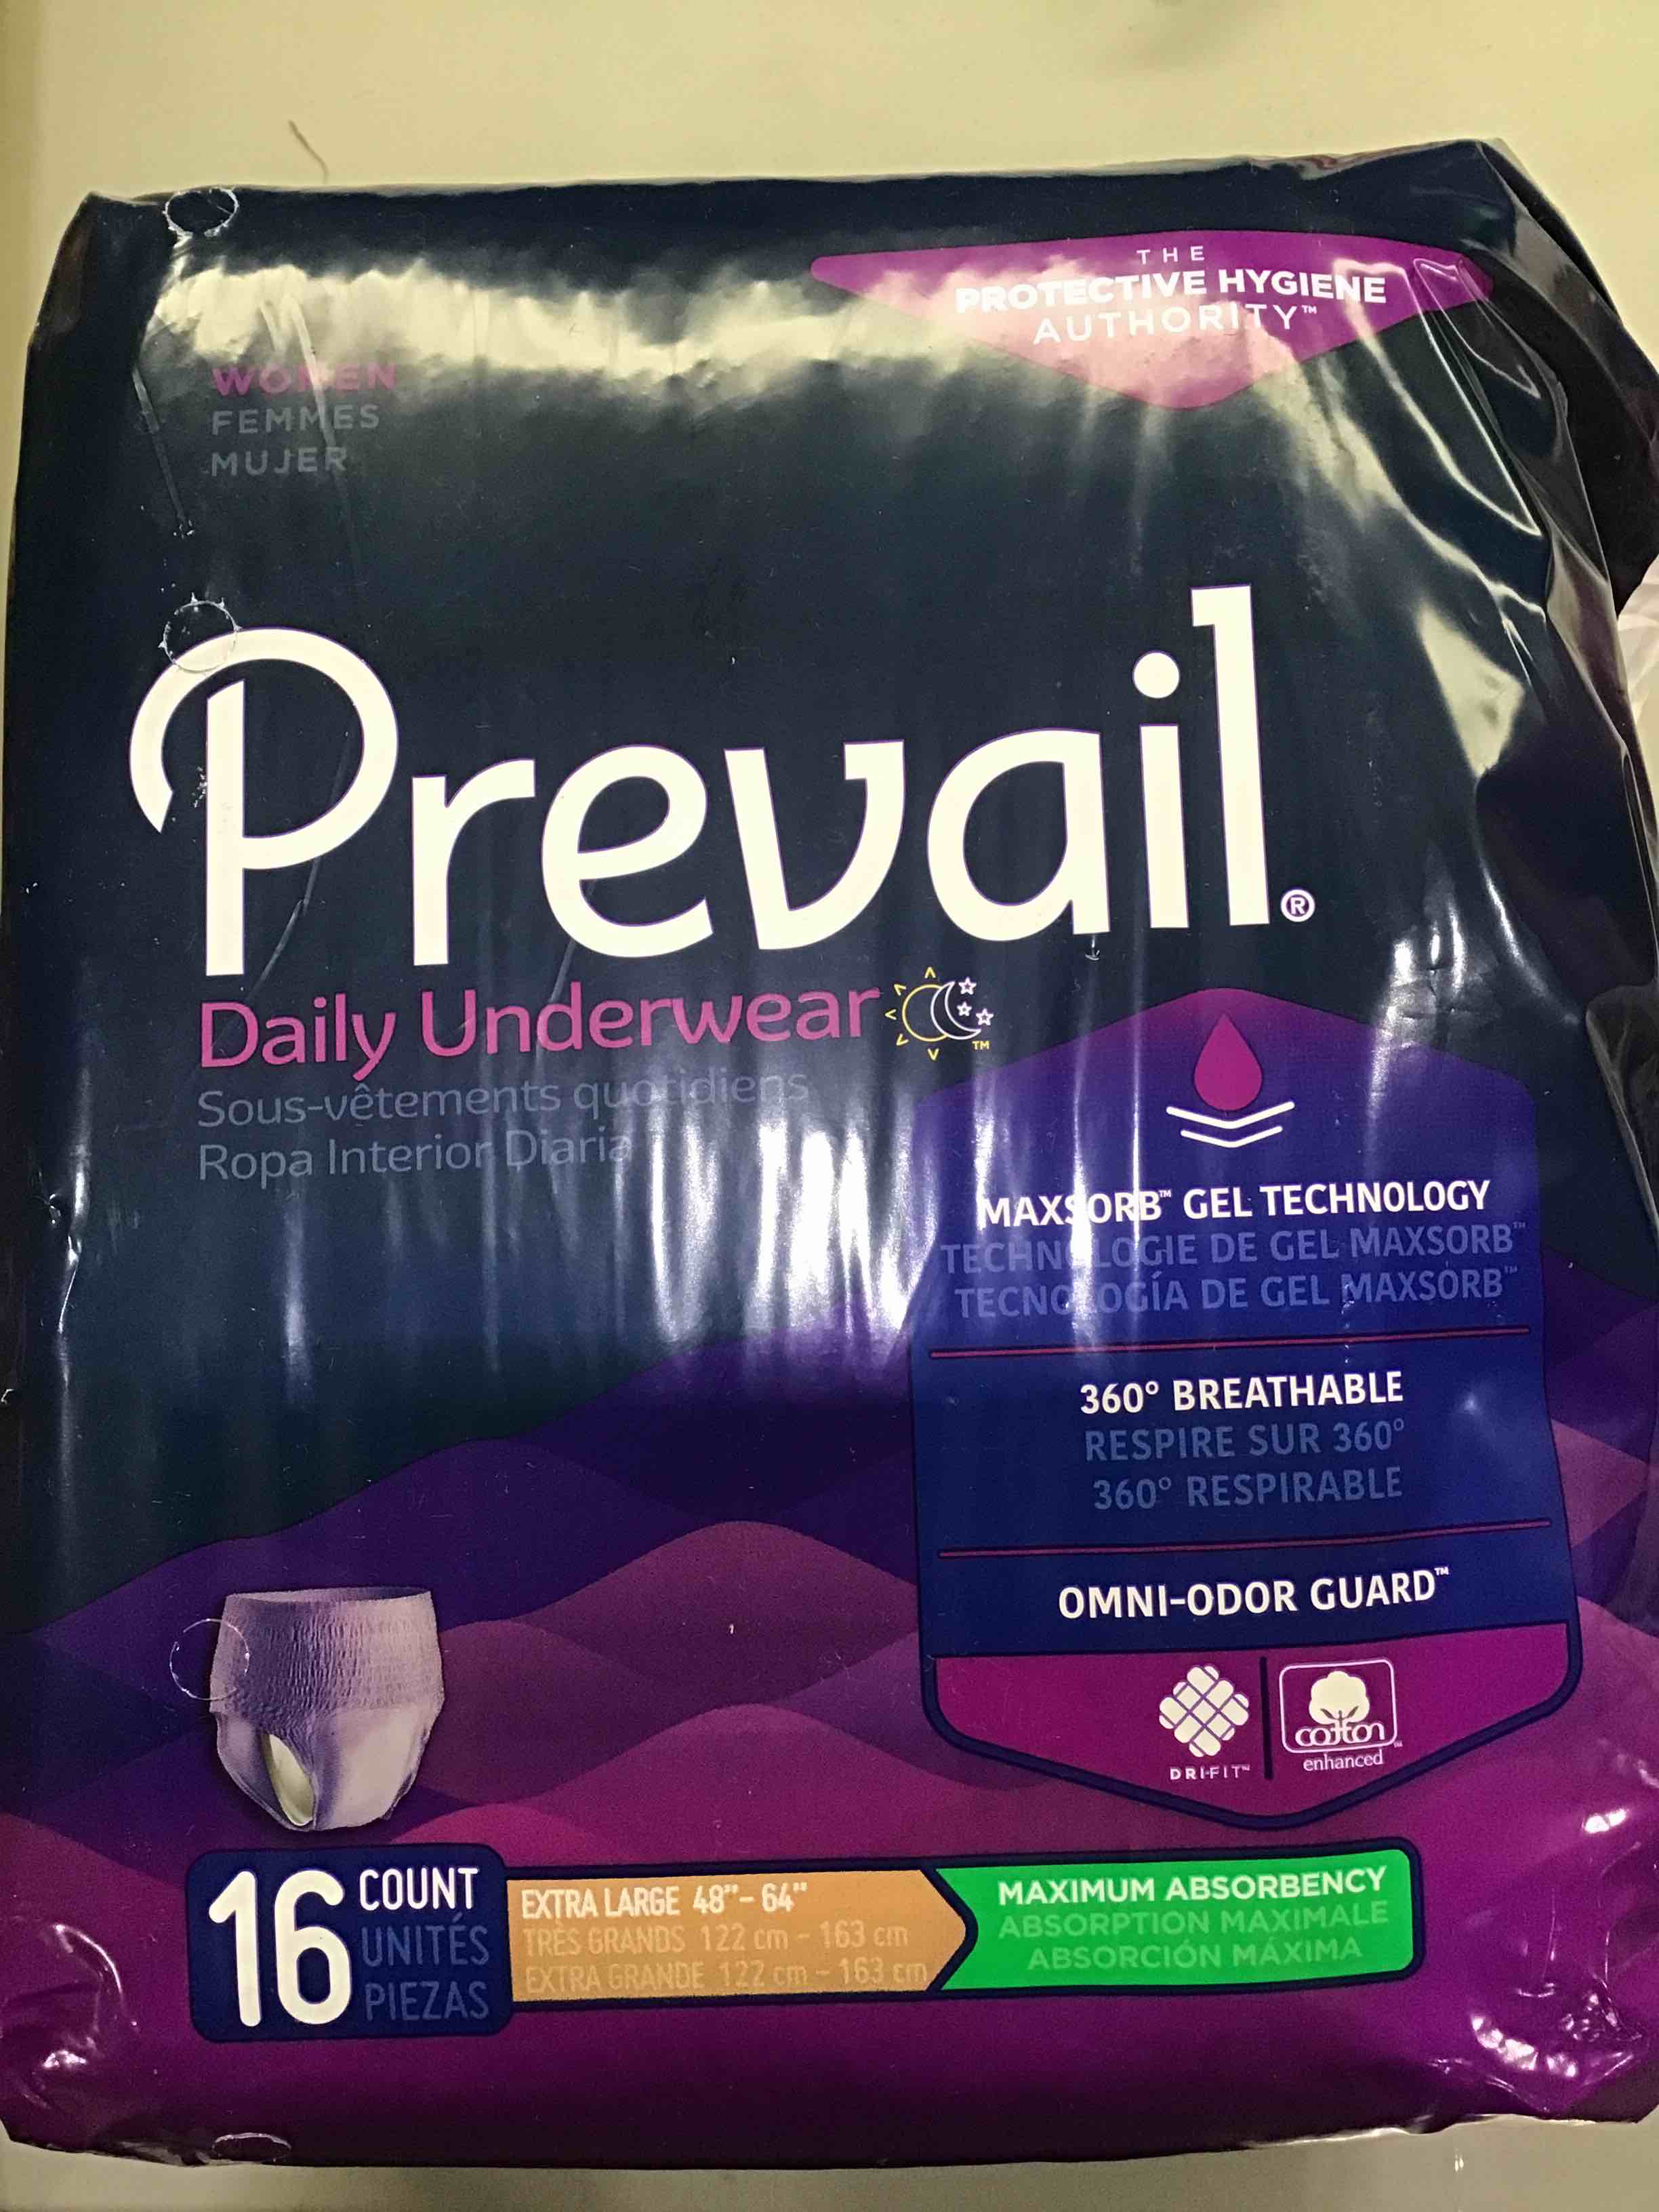 THE
PROTECTIVE HYGIENE
AUTHORITY™
WOMEN
FEMMES
MUJER
Prevail®
Daily Underwear™
Sous-vêtements quotidiens
Ropa Interior Diaria
MAXSORB™ GEL TECHNOLOGY
TECHNOLOGIE DE GEL MAXSORB™
TECNOLOGÍA DE GEL MAXSORB™
360° BREATHABLE
RESPIRE SUR 360°
360° RESPIRABLE
OMNI-ODOR GUARD™
DRI-FIT™
cotton™
enhanced
16 COUNT
UNITÉS
PIEZAS
EXTRA LARGE 48"- 64"
TRÈS GRANDS 122 cm - 163 cm
EXTRA GRANDE 122 cm - 163 cm
MAXIMUM ABSORBENCY
ABSORPTION MAXIMALE
ABSORCIÓN MÁXIMA